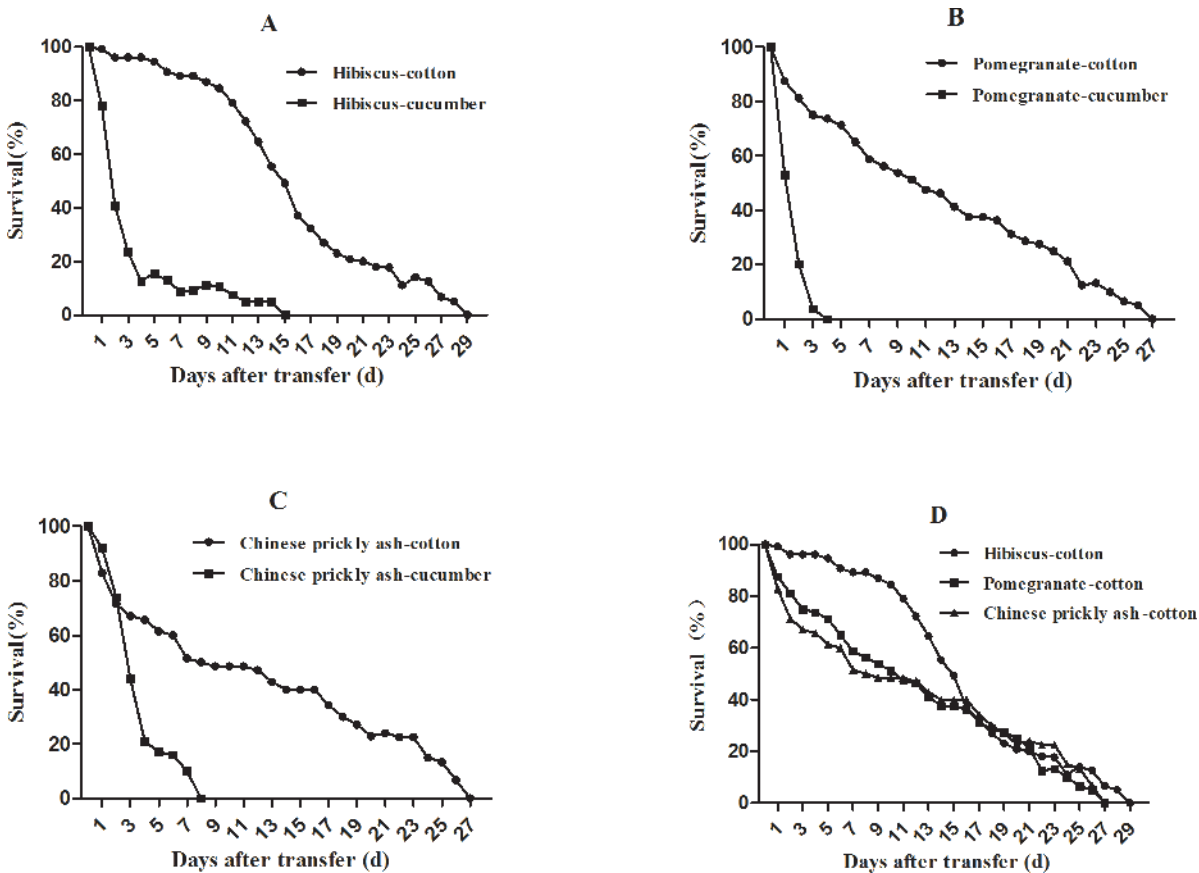 A
100
80
60
40
20
0
Survival(%)
Hibiscus-cotton
Hibiscus-cucumber
1 3 5 7 9 11 13 15 17 19 21 23 25 27 29
Days after transfer (d)
B
100
80
60
40
20
0
Survival(%)
Pomegranate-cotton
Pomegranate-cucumber
1 3 5 7 9 11 13 15 17 19 21 23 25 27
Days after transfer (d)
C
100
80
60
40
20
0
Survival(%)
Chinese prickly ash-cotton
Chinese prickly ash-cucumber
1 3 5 7 9 11 13 15 17 19 21 23 25 27
Days after transfer (d)
D
100
80
60
40
20
0
Survival (%)
Hibiscus-cotton
Pomegranate-cotton
Chinese prickly ash-cotton
1 3 5 7 9 11 13 15 17 19 21 23 25 27 29
Days after transfer (d)